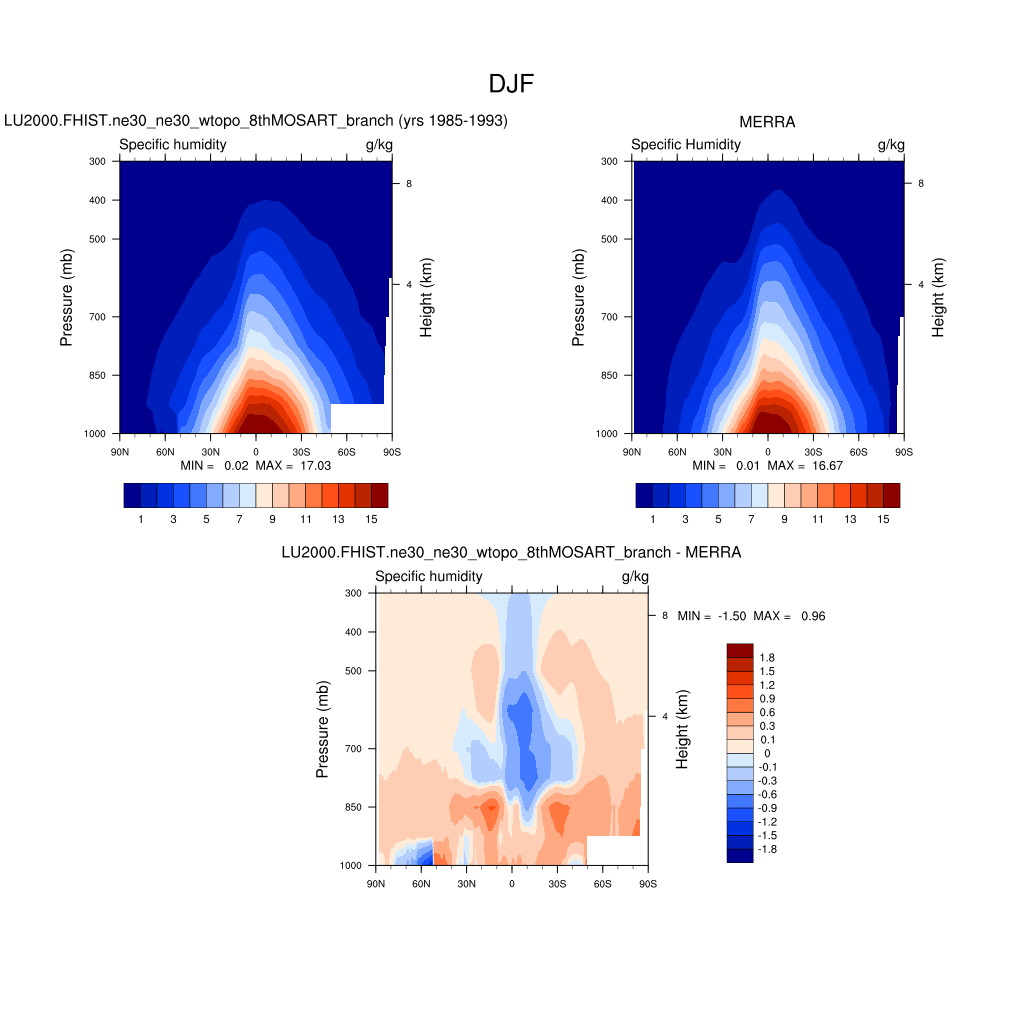 DJF
LU2000.FHIST.ne30_ne30_wtopo_8thMOSART_branch (yrs 1985-1993)
Specific humidity g/kg
300
400
500
700
850
1000
Pressure (mb)
8
4
Height (km)
90N 60N 30N 0 30S 60S 90S
MIN = 0.02 MAX = 17.03
1 3 5 7 9 11 13 15
MERRA
Specific Humidity g/kg
300
400
500
700
850
1000
Pressure (mb)
8
4
Height (km)
90N 60N 30N 0 30S 60S 90S
MIN = 0.01 MAX = 16.67
1 3 5 7 9 11 13 15
LU2000.FHIST.ne30_ne30_wtopo_8thMOSART_branch - MERRA
Specific humidity g/kg
300
400
500
700
850
1000
Pressure (mb)
8
4
Height (km)
90N 60N 30N 0 30S 60S 90S
MIN = -1.50 MAX = 0.96
1.8
1.5
1.2
0.9
0.6
0.3
0.1
0
-0.1
-0.3
-0.6
-0.9
-1.2
-1.5
-1.8